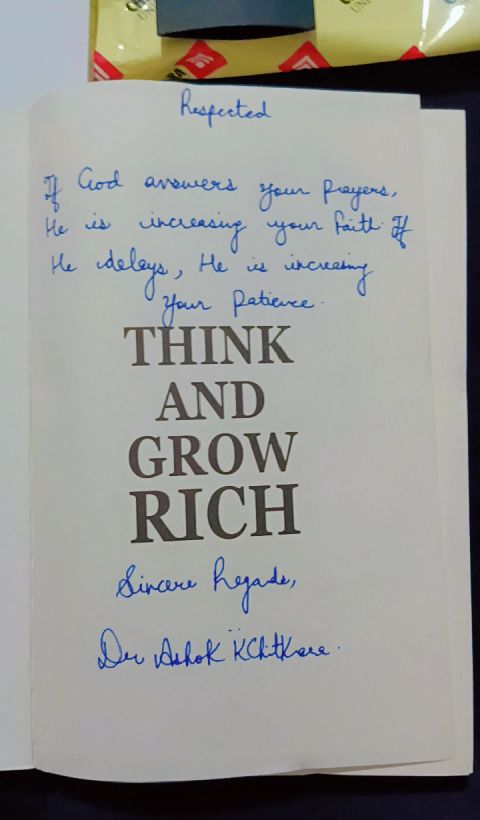 Respected
If God answers your prayers,
He is increasing your faith. If
He delays, He is increasing
your patience.
THINK
AND
GROW
RICH
Sincere Regards,
Dr Ashok K Chitkara.